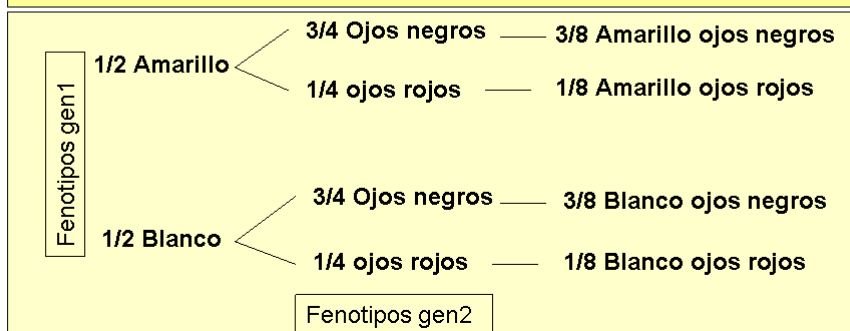 3/4 Ojos negros
3/8 Amarillo ojos negros
1/2 Amarillo
1/4 ojos rojos
1/8 Amarillo ojos rojos
Fenotipos gen1
3/4 Ojos negros
3/8 Blanco ojos negros
1/2 Blanco
1/4 ojos rojos
1/8 Blanco ojos rojos
Fenotipos gen2